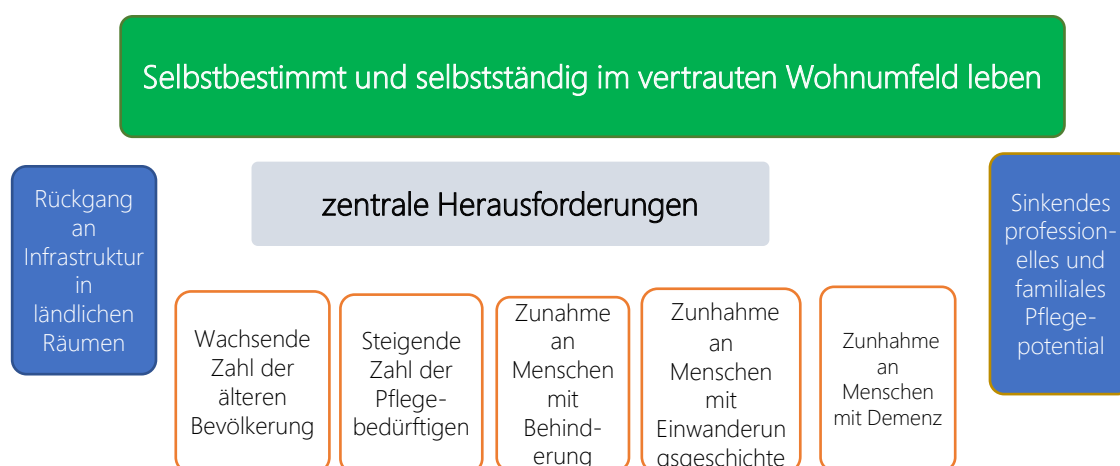 Selbstbestimmt und selbstständig im vertrauten Wohnumfeld leben
Rückgang
an
Infrastruktur
in
ländlichen
Räumen
zentrale Herausforderungen
Sinkendes
profession-
elles und
familiales
Pflege-
potential
Wachsende
Zahl der
älteren
Bevölkerung
Steigende
Zahl der
Pflege-
bedürftigen
Zunahme
an
Menschen
mit
Behind-
erung
Zunhahme
an
Menschen
mit
Einwanderun
gsgeschichte
Zunhahme
an
Menschen
mit Demenz